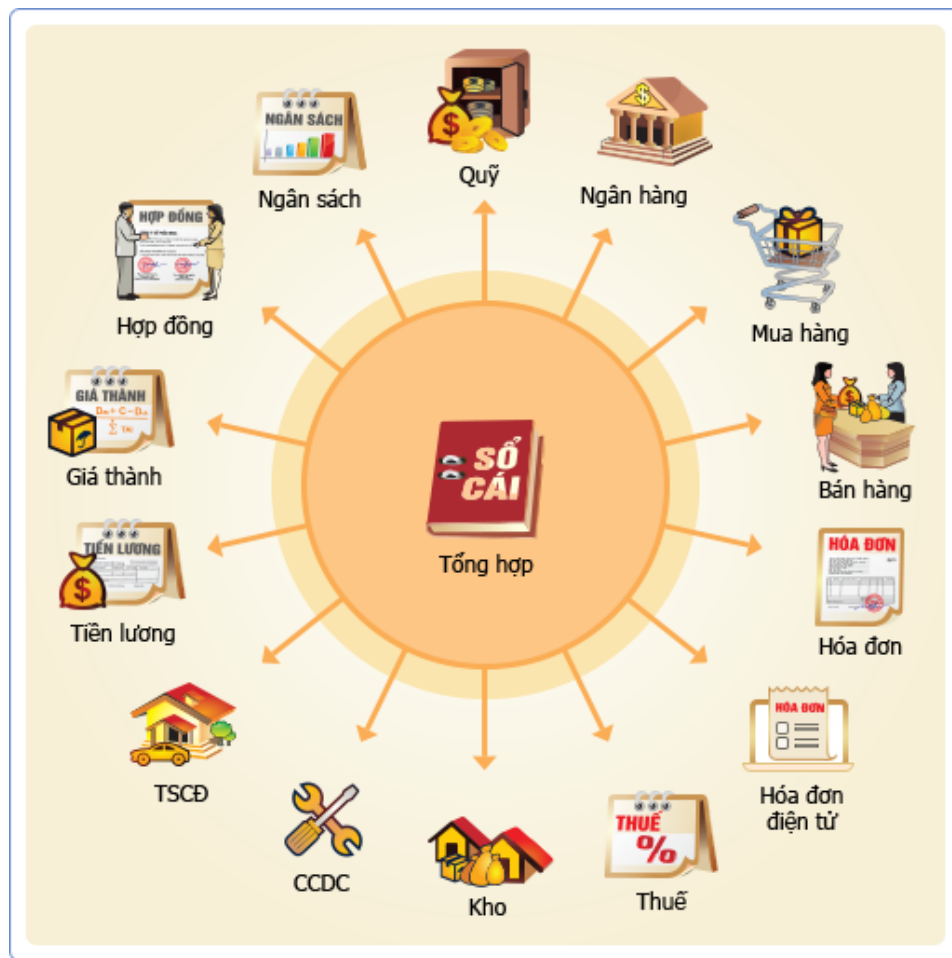 NGÂN SÁCH
Ngân sách
Quỹ
Ngân hàng
HỢP ĐỒNG
Hợp đồng
Mua hàng
GIÁ THÀNH
Giá thành
Bán hàng
SỔ
CÁI
Tổng hợp
TIỀN LƯƠNG
Tiền lương
HÓA ĐƠN
Hóa đơn
TSCĐ
HÓA ĐƠN
Hóa đơn
điện tử
CCDC
Kho
THUẾ
%
Thuế